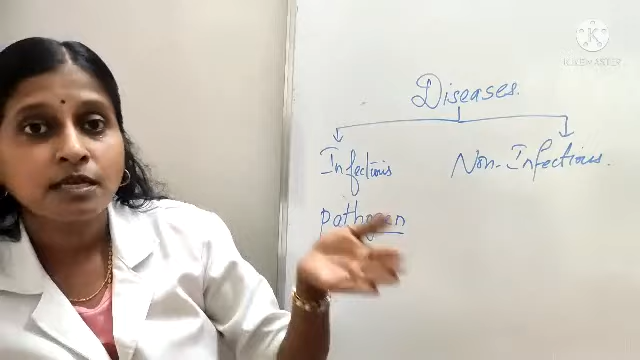 KINEMASTER
Diseases.
Infectious
Non-Infectious.
pathogen